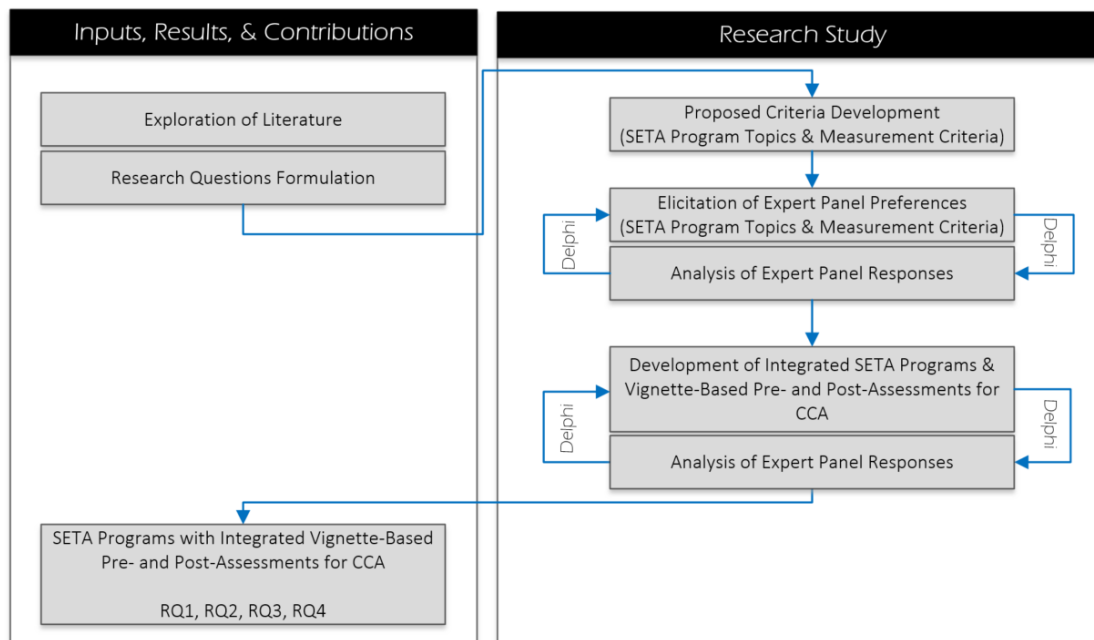 Inputs, Results, & Contributions
Exploration of Literature
Research Questions Formulation
SETA Programs with Integrated Vignette-Based
Pre- and Post-Assessments for CCA
RQ1, RQ2, RQ3, RQ4
Research Study
Proposed Criteria Development
(SETA Program Topics & Measurement Criteria)
Elicitation of Expert Panel Preferences
(SETA Program Topics & Measurement Criteria)
Delphi
Delphi
Analysis of Expert Panel Responses
Development of Integrated SETA Programs &
Vignette-Based Pre- and Post-Assessments for
CCA
Delphi
Delphi
Analysis of Expert Panel Responses